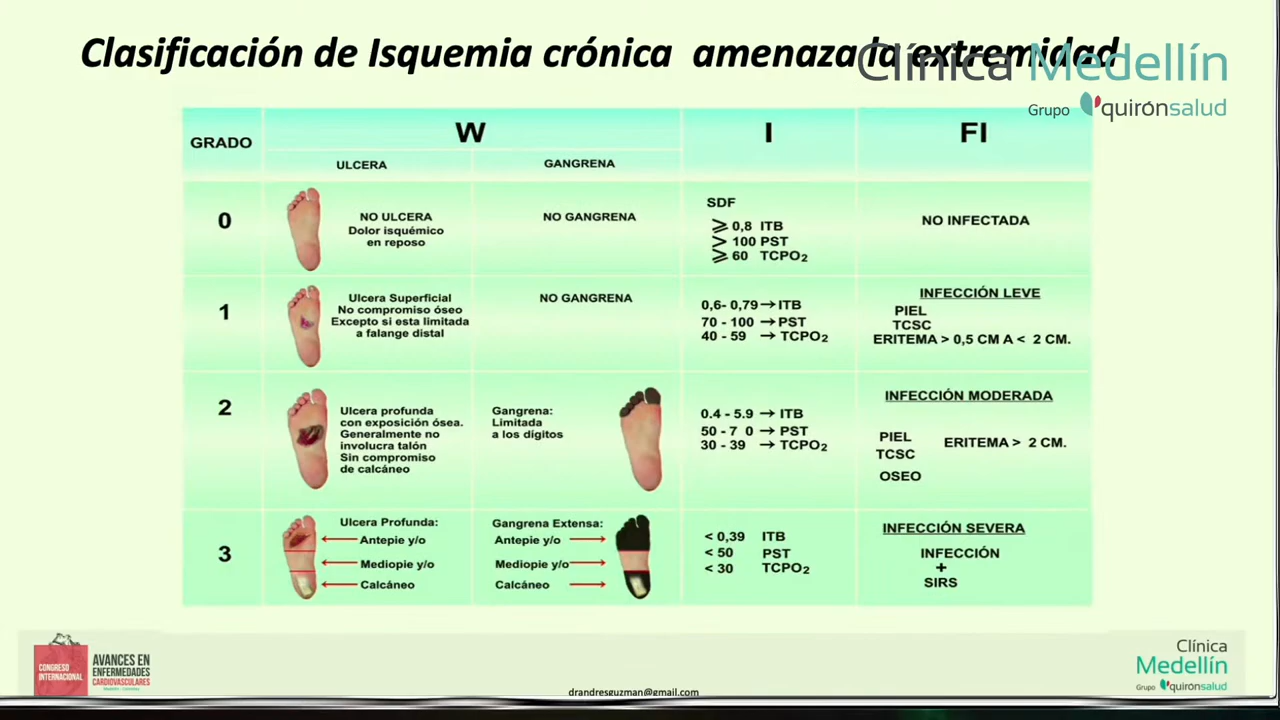 Clasificación de Isquemia crónica amenaza la extremidad
Clínica Medellín
Grupo quirónsalud
GRADO
W
I
FI
ULCERA
GANGRENA
0
NO ULCERA
Dolor isquémico
en reposo
NO GANGRENA
SDF
⩾ 0,8 ITB
> 100 PST
⩾ 60 TCPO₂
NO INFECTADA
1
Ulcera Superficial
No compromiso óseo
Excepto si esta limitada
a falange distal
NO GANGRENA
0,6- 0,79 → ITB
70 - 100 → PST
40 - 59 → TCPO₂
INFECCIÓN LEVE
PIEL
TCSC
ERITEMA > 0,5 CM A < 2 CM.
2
Ulcera profunda
con exposición ósea.
Generalmente no
involucra talón
Sin compromiso
de calcáneo
Gangrena:
Limitada
a los dígitos
0.4 - 5.9 → ITB
50 - 7 0 → PST
30 - 39 → TCPO₂
INFECCIÓN MODERADA
PIEL
TCSC
OSEO
ERITEMA > 2 CM.
3
Ulcera Profunda:
Antepie y/o
Mediopie y/o
Calcáneo
Gangrena Extensa:
Antepie y/o
Mediopie y/o
Calcáneo
< 0,39 ITB
< 50 PST
< 30 TCPO₂
INFECCIÓN SEVERA
INFECCIÓN
+
SIRS
CONGRESO
INTERNACIONAL
AVANCES EN
ENFERMEDADES
CARDIOVASCULARES
drandresguzman@gmail.com
Clínica
Medellín
Grupo quirónsalud